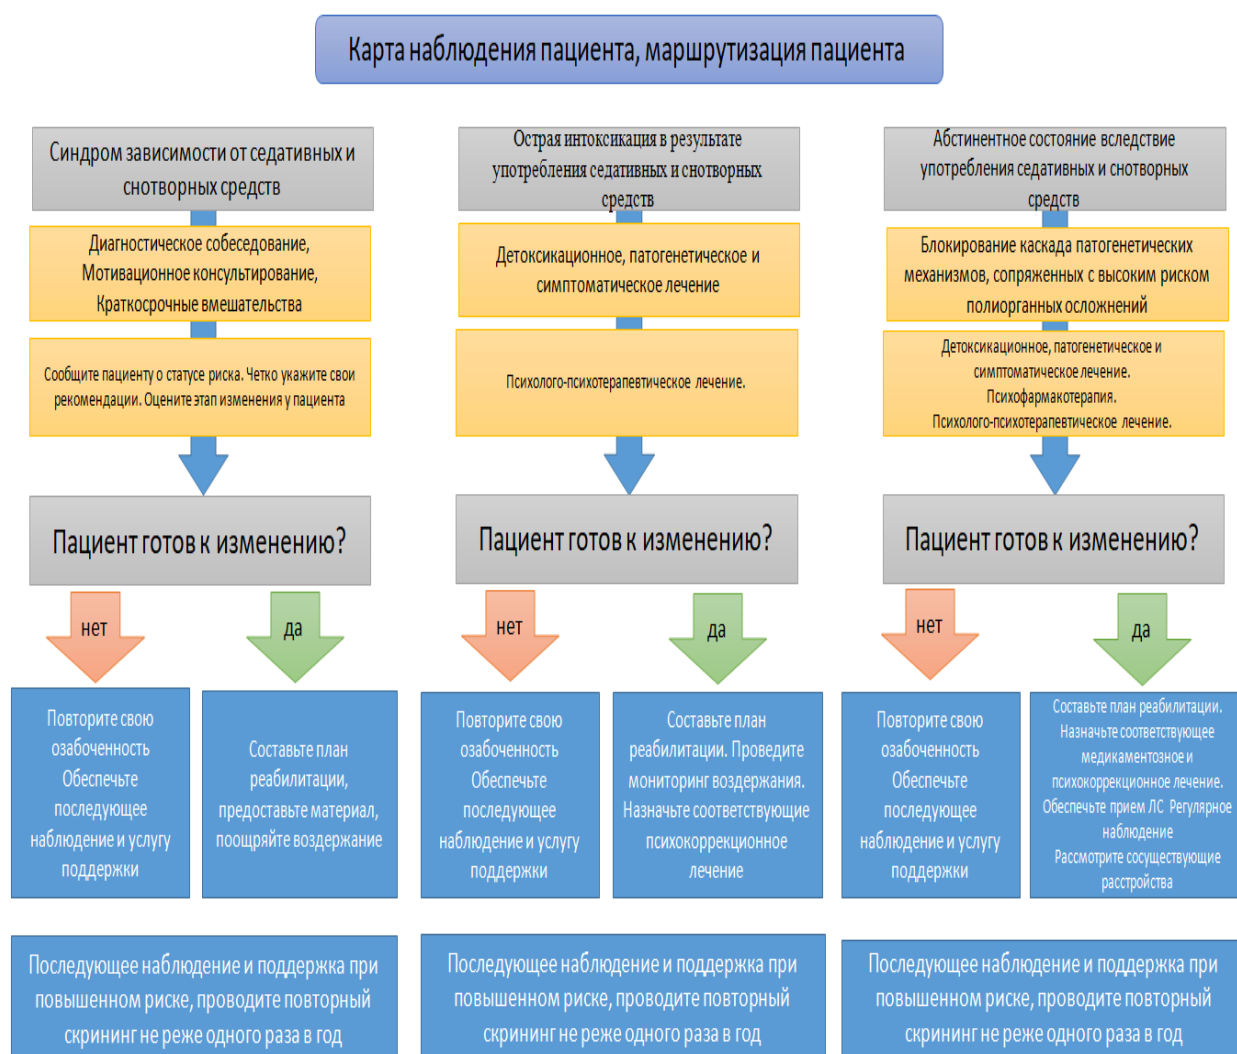 Карта наблюдения пациента, маршрутизация пациента
Синдром зависимости от седативных и
снотворных средств
Диагностическое собеседование,
Мотивационное консультирование,
Краткосрочные вмешательства
Сообщите пациенту о статусе риска. Четко укажите свои
рекомендации. Оцените этап изменения у пациента
Пациент готов к изменению?
нет
да
Повторите свою
озабоченность
Обеспечьте
последующее
наблюдение и услугу
поддержки
Составьте план
реабилитации,
предоставьте материал,
поощряйте воздержание
Последующее наблюдение и поддержка при
повышенном риске, проводите повторный
скрининг не реже одного раза в год
Острая интоксикация в результате
употребления седативных и снотворных
средств
Детоксикационное, патогенетическое и
симптоматическое лечение
Психолого-психотерапевтическое лечение.
Пациент готов к изменению?
нет
да
Повторите свою
озабоченность
Обеспечьте
последующее
наблюдение и услугу
поддержки
Составьте план
реабилитации. Проведите
мониторинг воздержания.
Назначьте соответствующие
психокоррекционное
лечение
Последующее наблюдение и поддержка при
повышенном риске, проводите повторный
скрининг не реже одного раза в год
Абстинентное состояние вследствие
употребления седативных и снотворных
средств
Блокирование каскада патогенетических
механизмов, сопряженных с высоким риском
полиорганных осложнений
Детоксикационное, патогенетическое и
симптоматическое лечение.
Психофармакотерапия.
Психолого-психотерапевтическое лечение.
Пациент готов к изменению?
нет
да
Повторите свою
озабоченность
Обеспечьте
последующее
наблюдение и услугу
поддержки
Составьте план реабилитации.
Назначьте соответствующее
медикаментозное и
психокоррекционное лечение.
Обеспечьте прием ЛС Регулярное
наблюдение
Рассмотрите сосуществующие
расстройства
Последующее наблюдение и поддержка при
повышенном риске, проводите повторный
скрининг не реже одного раза в год